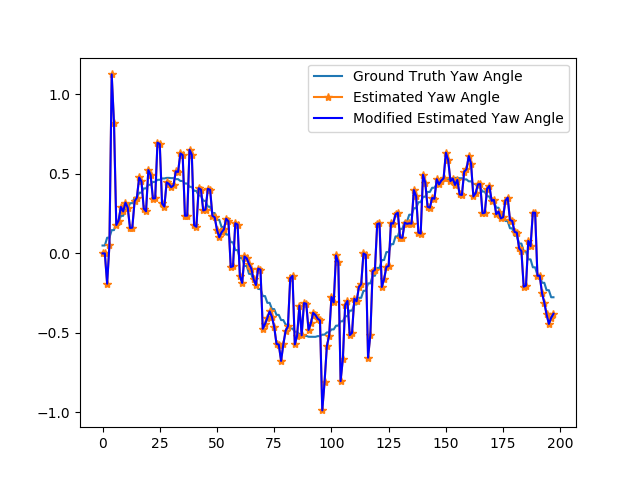 Ground Truth Yaw Angle
Estimated Yaw Angle
Modified Estimated Yaw Angle
1.0
0.5
0.0
−0.5
−1.0
0 25 50 75 100 125 150 175 200